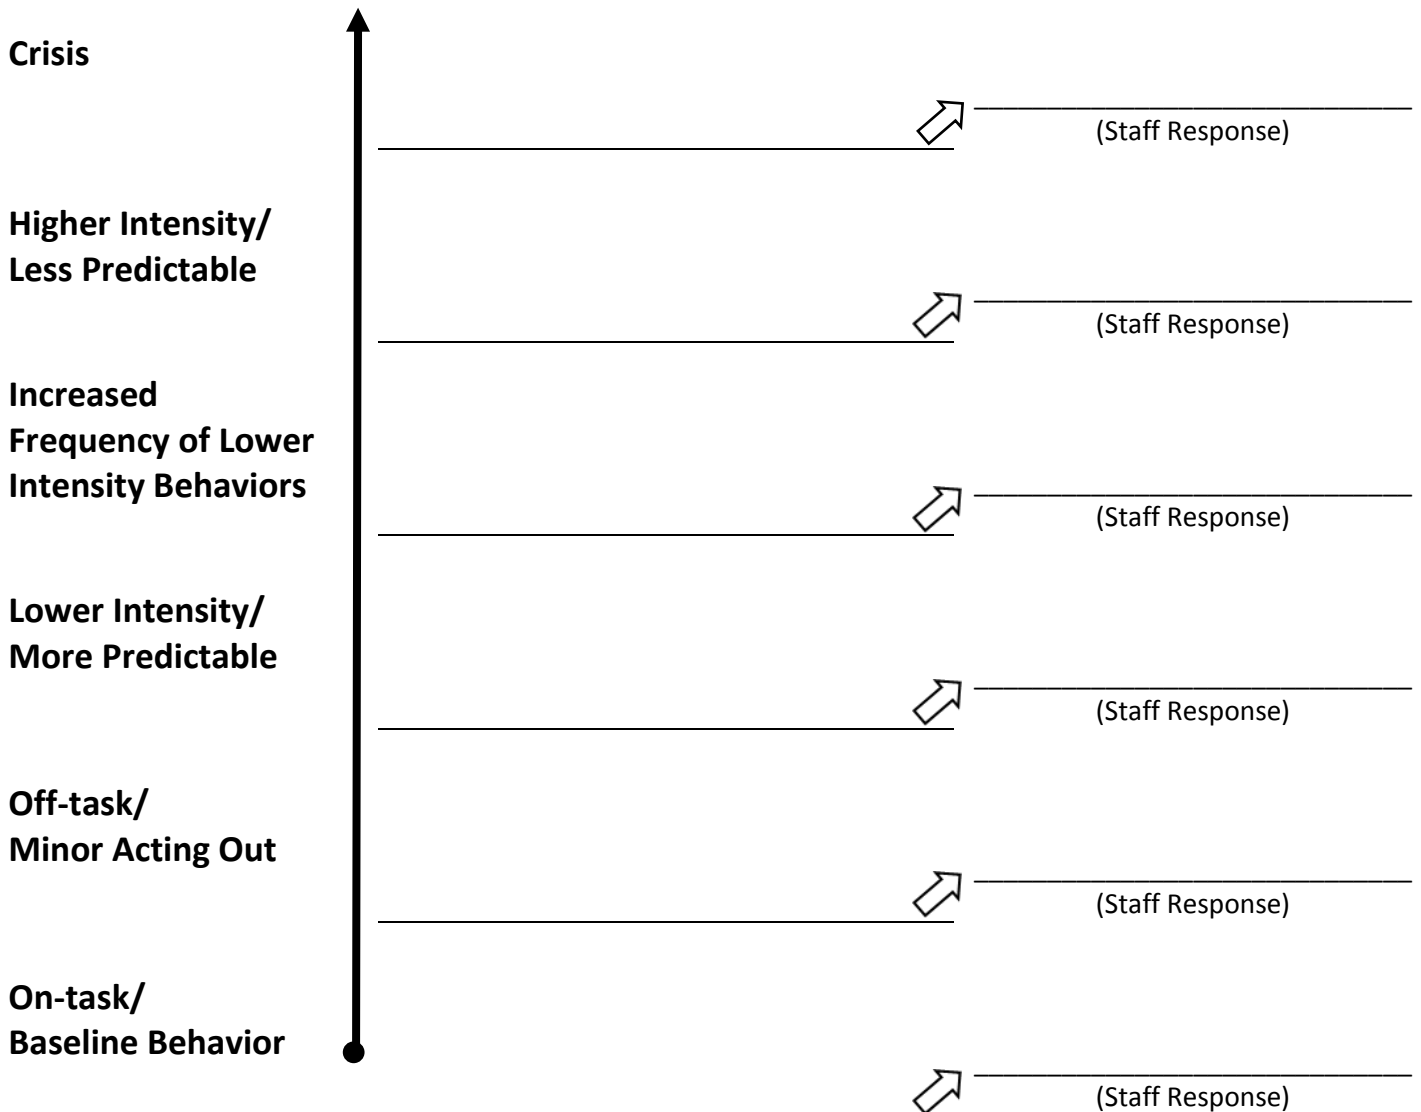 Crisis
(Staff Response)
Higher Intensity/
Less Predictable
(Staff Response)
Increased
Frequency of Lower
Intensity Behaviors
(Staff Response)
Lower Intensity/
More Predictable
(Staff Response)
Off-task/
Minor Acting Out
(Staff Response)
On-task/
Baseline Behavior
(Staff Response)